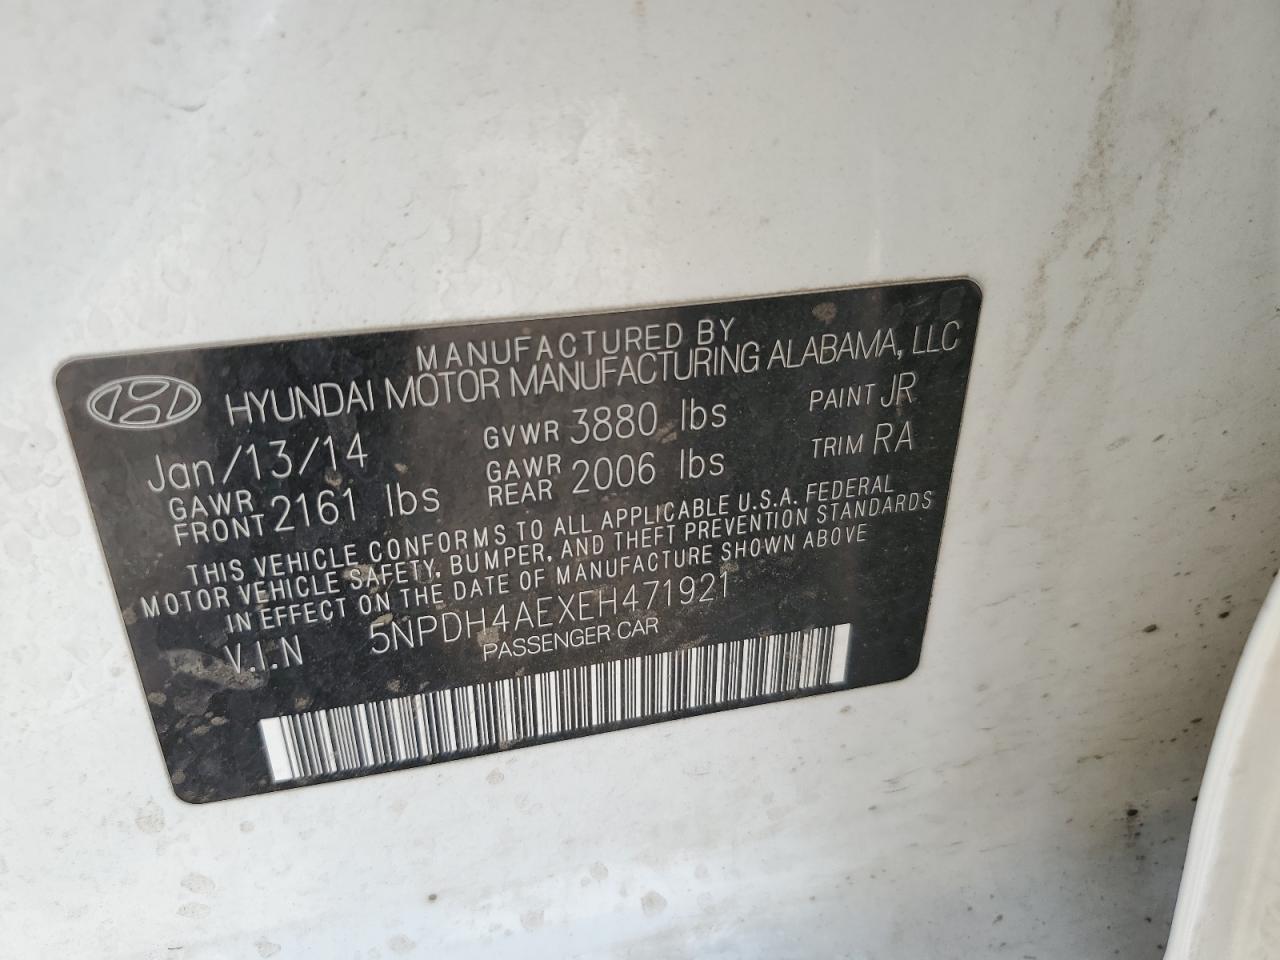 MANUFACTURED BY
HYUNDAI MOTOR MANUFACTURING ALABAMA, LLC
Jan/13/14 GVWR 3880 lbs PAINT JR
GAWR FRONT 2161 lbs GAWR REAR 2006 lbs TRIM RA
THIS VEHICLE CONFORMS TO ALL APPLICABLE U.S.A. FEDERAL
MOTOR VEHICLE SAFETY, BUMPER, AND THEFT PREVENTION STANDARDS
IN EFFECT ON THE DATE OF MANUFACTURE SHOWN ABOVE
V.I.N 5NPDH4AEXEH471921
PASSENGER CAR